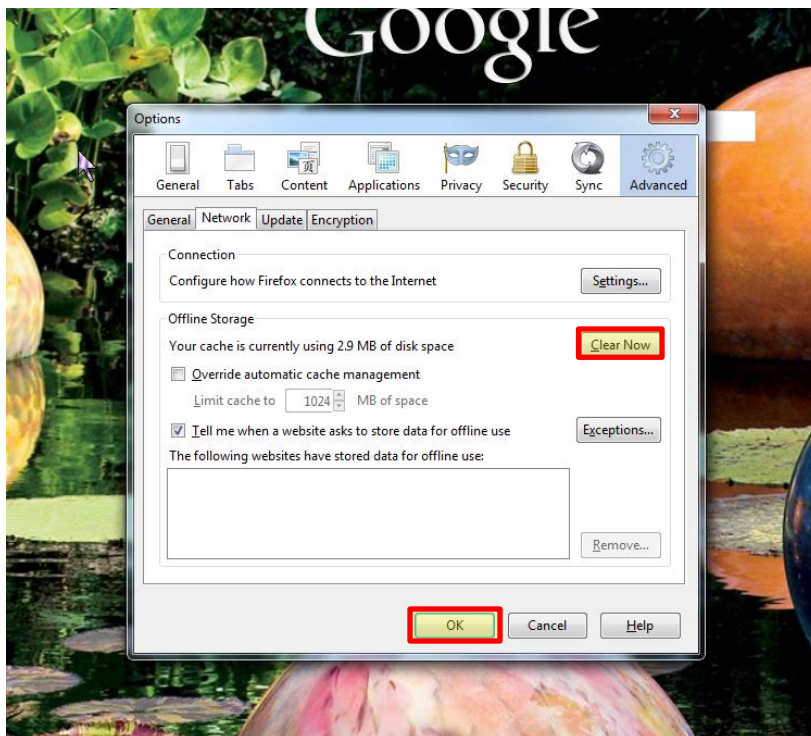 Google
Options
x
General Tabs Content Applications Privacy Security Sync Advanced
General Network Update Encryption
Connection
Configure how Firefox connects to the Internet Settings...
Offline Storage
Your cache is currently using 2.9 MB of disk space Clear Now
Override automatic cache management
Limit cache to 1024 MB of space
Tell me when a website asks to store data for offline use Exceptions...
The following websites have stored data for offline use:
Remove...
OK Cancel Help